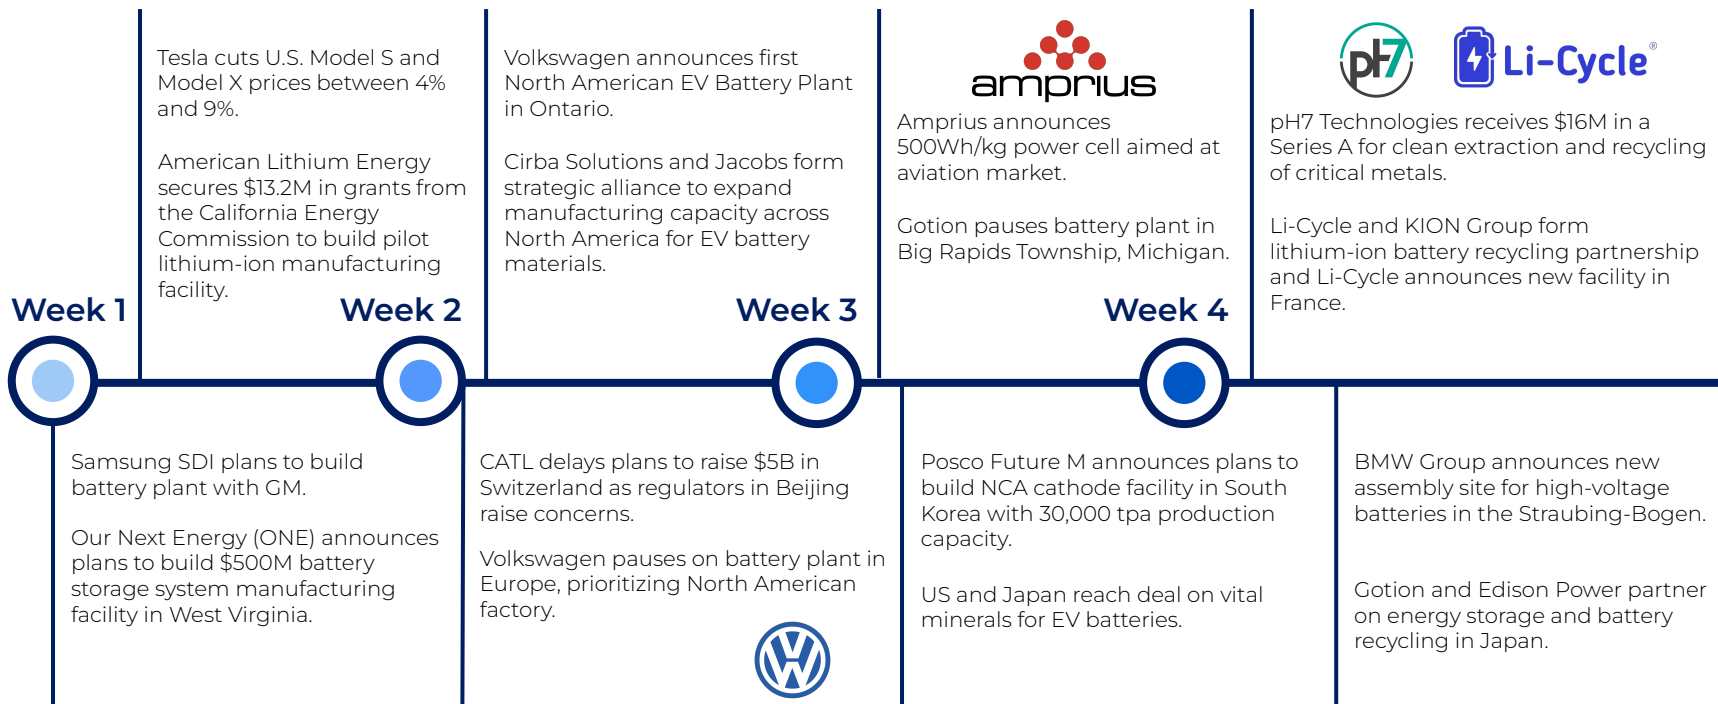 Week 1
Tesla cuts U.S. Model S and
Model X prices between 4%
and 9%.
American Lithium Energy
secures $13.2M in grants from
the California Energy
Commission to build pilot
lithium-ion manufacturing
facility.
Samsung SDI plans to build
battery plant with GM.
Our Next Energy (ONE) announces
plans to build $500M battery
storage system manufacturing
facility in West Virginia.
Week 2
Volkswagen announces first
North American EV Battery Plant
in Ontario.
Cirba Solutions and Jacobs form
strategic alliance to expand
manufacturing capacity across
North America for EV battery
materials.
CATL delays plans to raise $5B in
Switzerland as regulators in Beijing
raise concerns.
Volkswagen pauses on battery plant in
Europe, prioritizing North American
factory.
Week 3
amprius
Amprius announces
500Wh/kg power cell aimed at
aviation market.
Gotion pauses battery plant in
Big Rapids Township, Michigan.
Posco Future M announces plans to
build NCA cathode facility in South
Korea with 30,000 tpa production
capacity.
US and Japan reach deal on vital
minerals for EV batteries.
Week 4
pH7
Li-Cycle®
pH7 Technologies receives $16M in a
Series A for clean extraction and recycling
of critical metals.
Li-Cycle and KION Group form
lithium-ion battery recycling partnership
and Li-Cycle announces new facility in
France.
BMW Group announces new
assembly site for high-voltage
batteries in the Straubing-Bogen.
Gotion and Edison Power partner
on energy storage and battery
recycling in Japan.